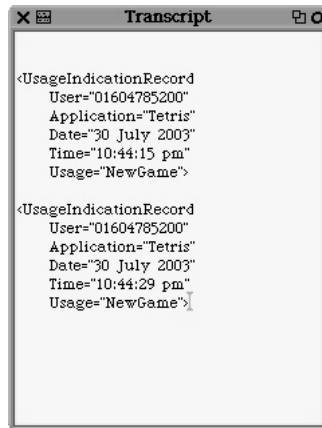 Transcript
<UsageIndicationRecord
User="01604785200"
Application="Tetris"
Date="30 July 2003"
Time="10:44:15 pm"
Usage="NewGame">
<UsageIndicationRecord
User="01604785200"
Application="Tetris"
Date="30 July 2003"
Time="10:44:29 pm"
Usage="NewGame">